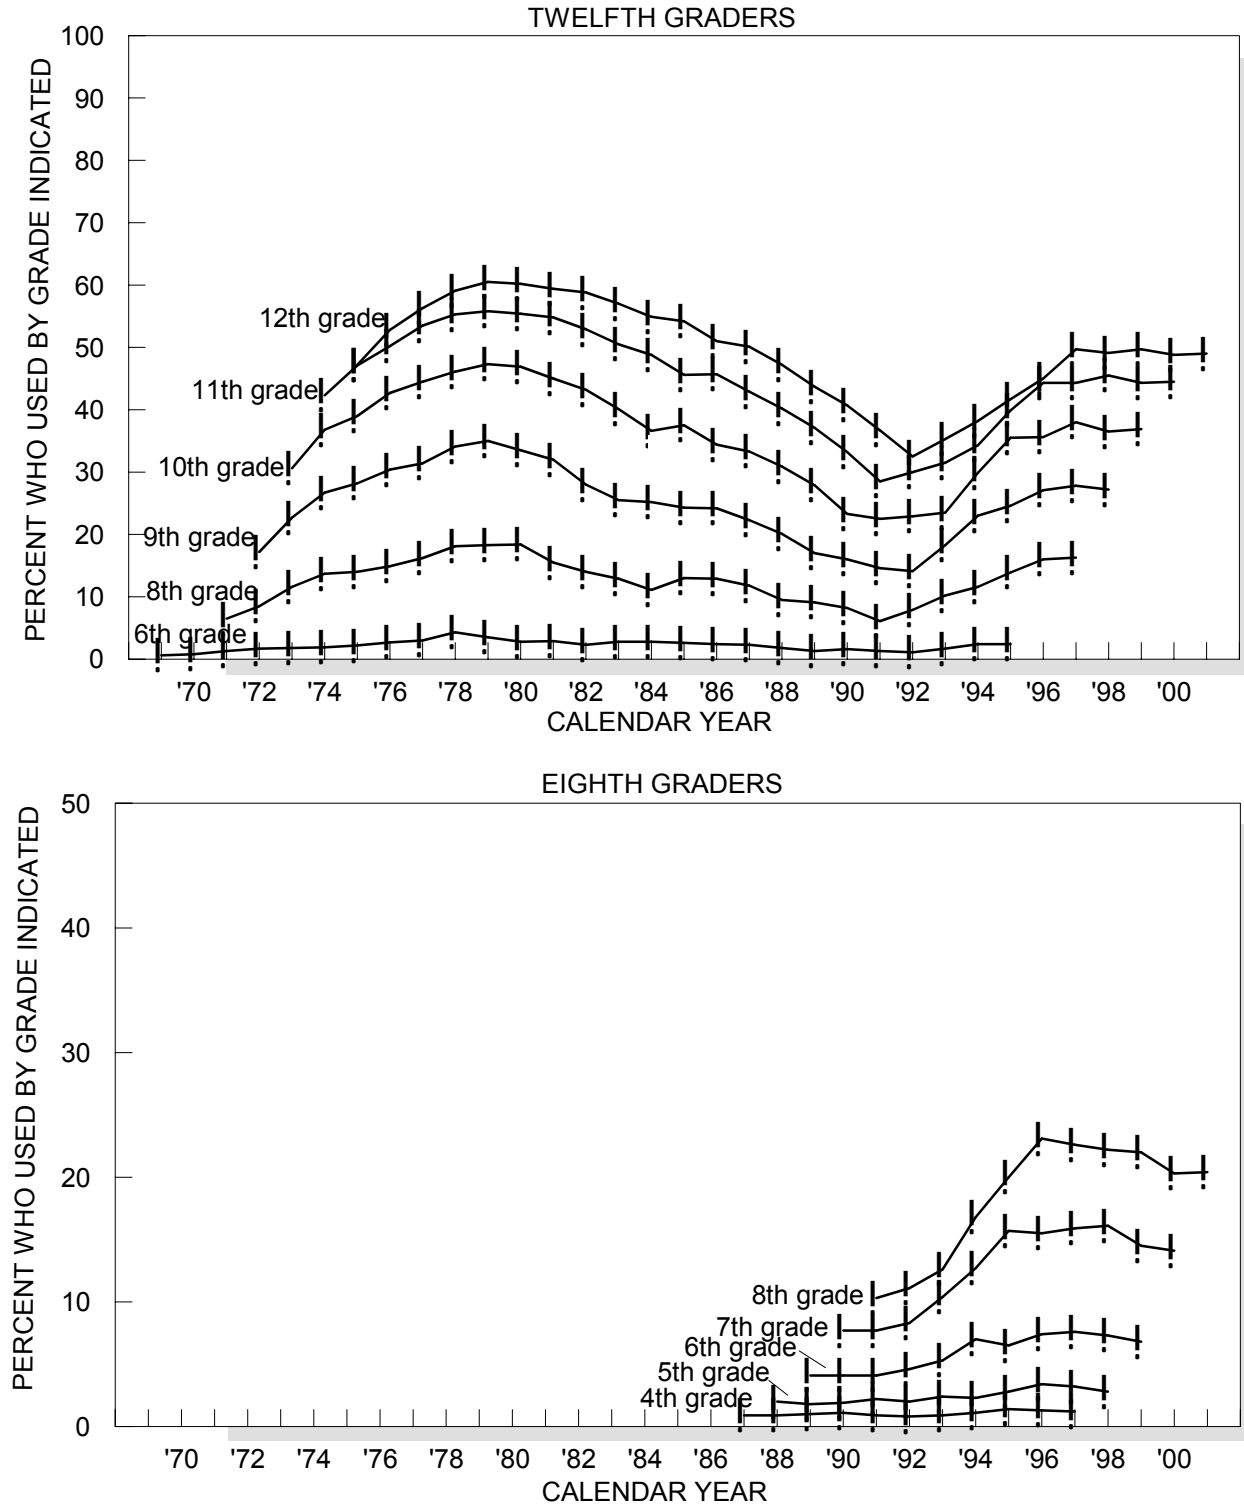 TWELFTH GRADERS
100
90
80
70
60
50
40
30
20
10
0
PERCENT WHO USED BY GRADE INDICATED
12th grade
11th grade
10th grade
9th grade
8th grade
6th grade
'70 '72 '74 '76 '78 '80 '82 '84 '86 '88 '90 '92 '94 '96 '98 '00
CALENDAR YEAR
EIGHTH GRADERS
50
40
30
20
10
0
PERCENT WHO USED BY GRADE INDICATED
8th grade
7th grade
6th grade
5th grade
4th grade
'70 '72 '74 '76 '78 '80 '82 '84 '86 '88 '90 '92 '94 '96 '98 '00
CALENDAR YEAR